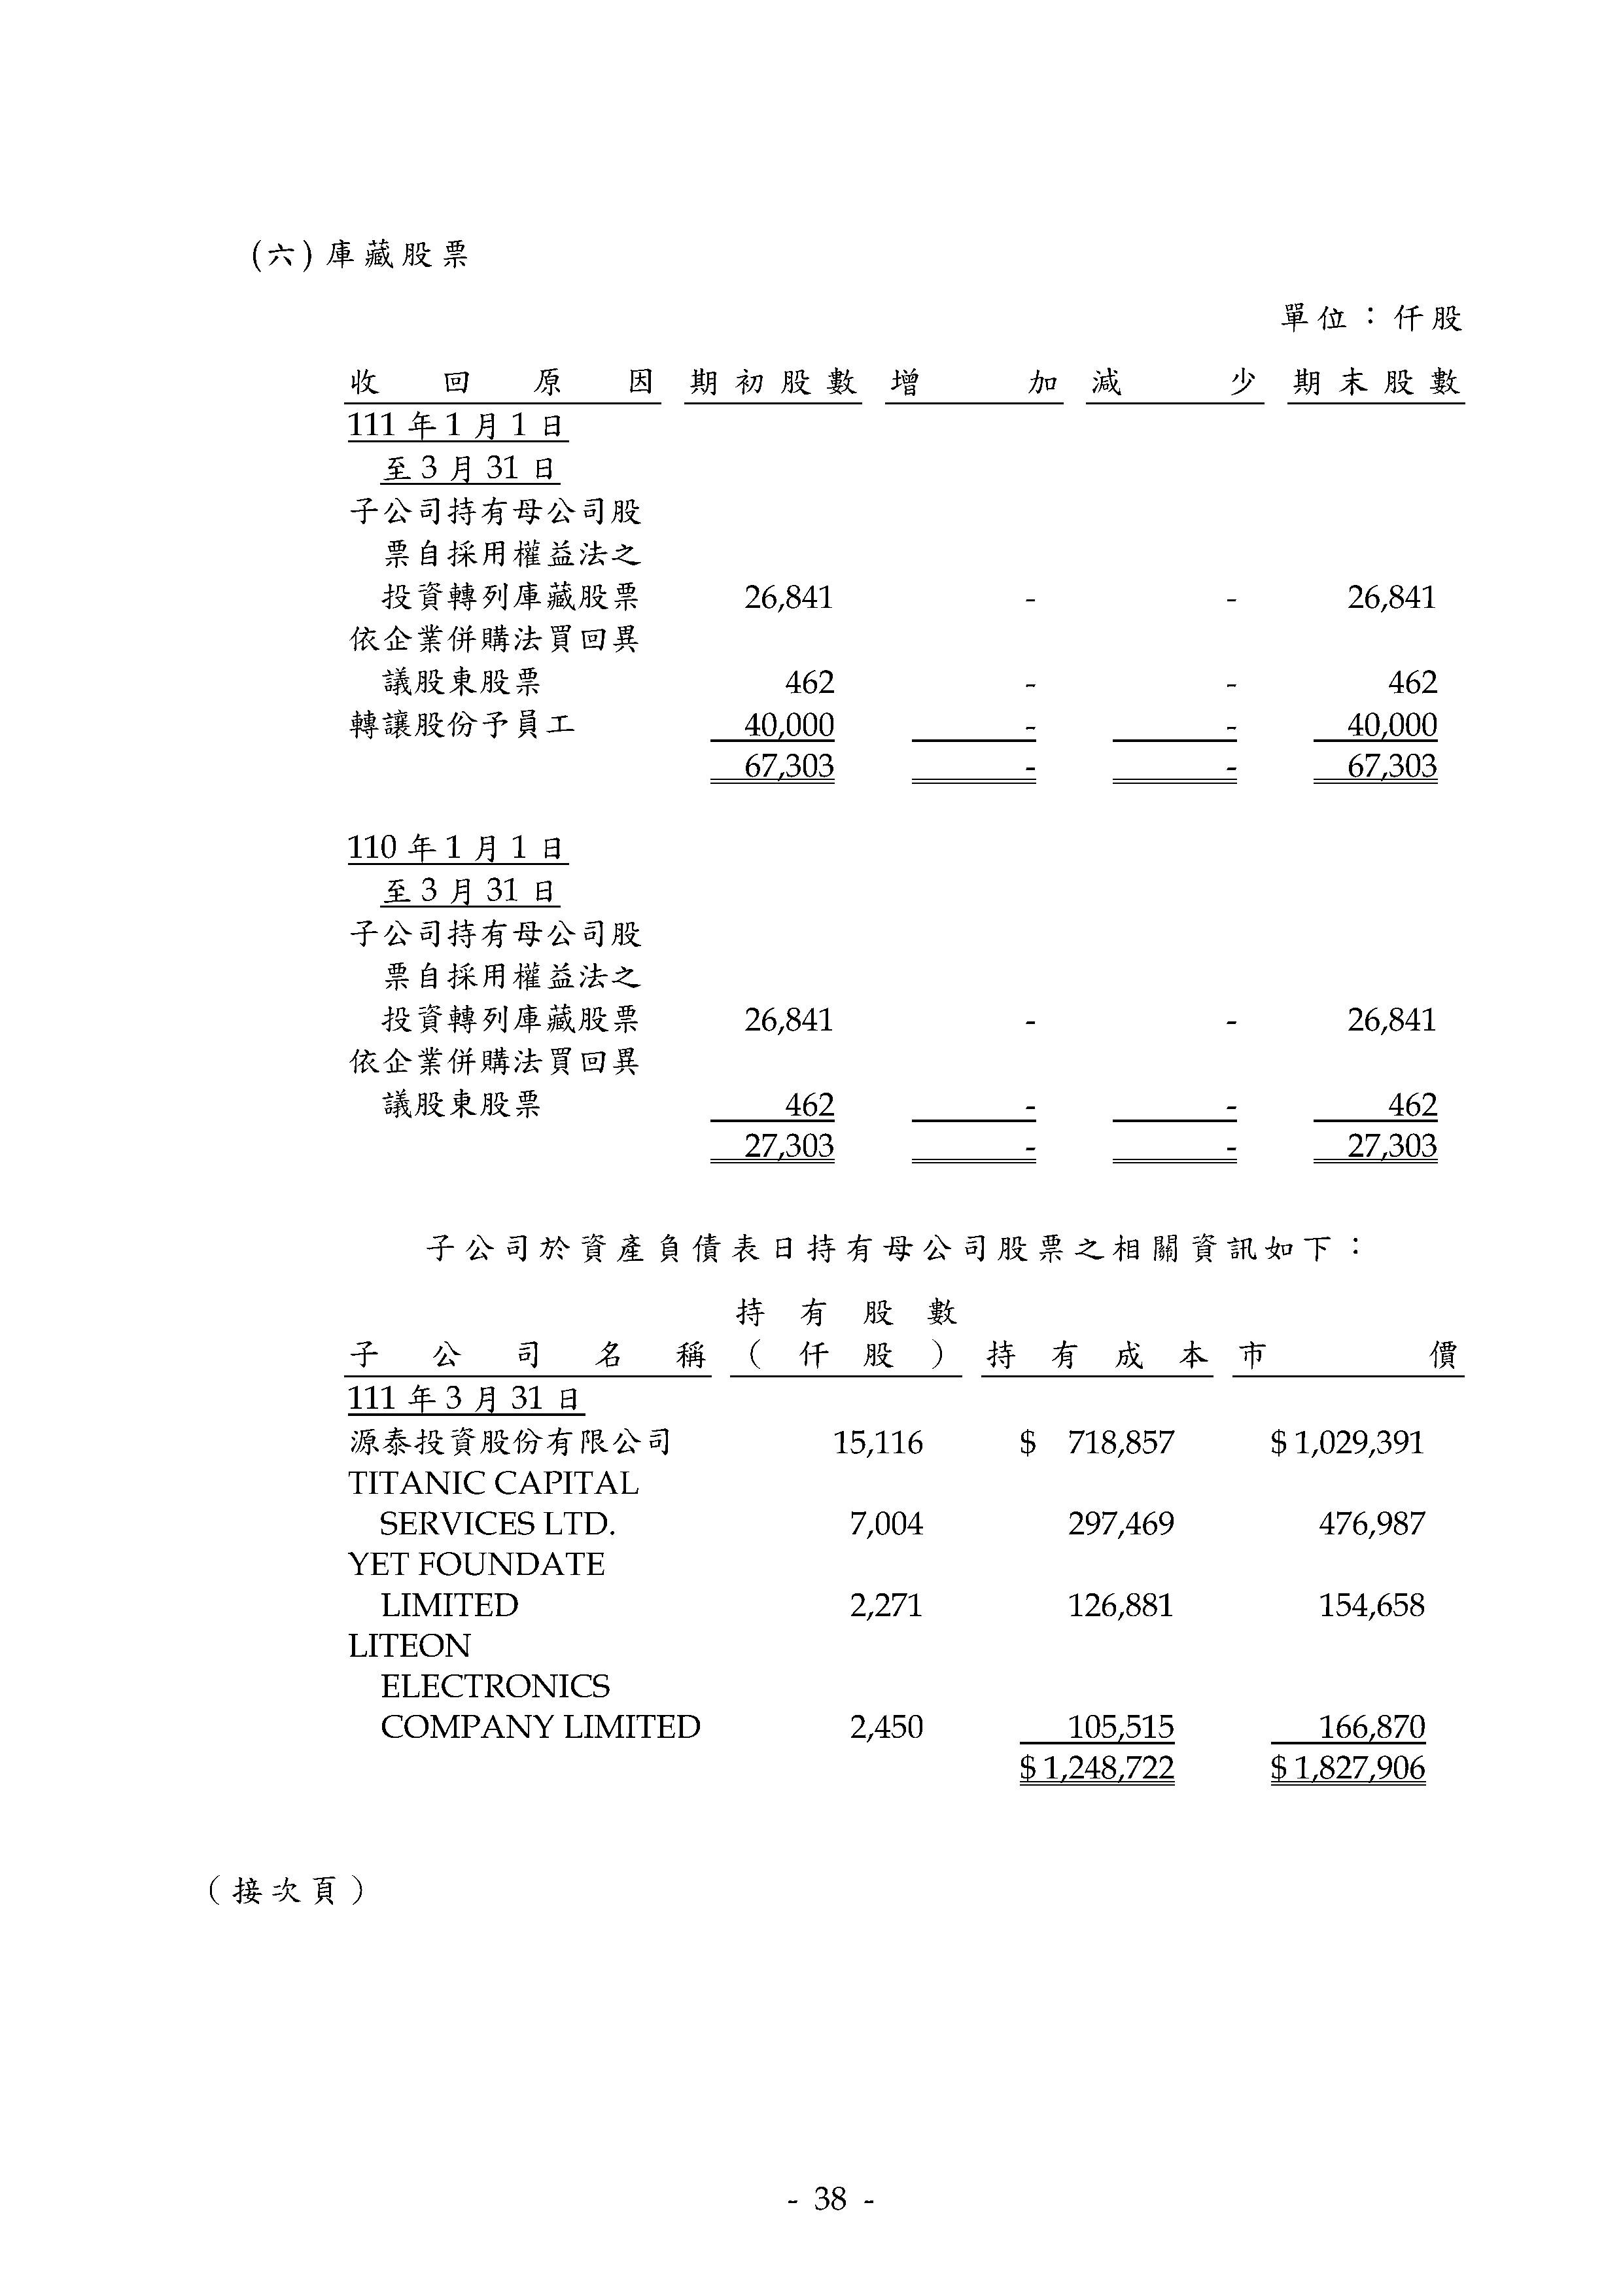 (六)庫藏股票
單位：仟股
收回原因 期初股數 增加 減少 期末股數
111 年 1 月 1 日
至 3 月 31 日
子公司持有母公司股
票自採用權益法之
投資轉列庫藏股票 26,841 - - 26,841
依企業併購法買回異
議股東股票 462 - - 462
轉讓股份予員工 40,000 - - 40,000
67,303 - - 67,303
110 年 1 月 1 日
至 3 月 31 日
子公司持有母公司股
票自採用權益法之
投資轉列庫藏股票 26,841 - - 26,841
依企業併購法買回異
議股東股票 462 - - 462
27,303 - - 27,303
子公司於資產負債表日持有母公司股票之相關資訊如下：
持有股數
子公司名稱 （仟股） 持有成本 市價
111 年 3 月 31 日
源泰投資股份有限公司 15,116 $ 718,857 $ 1,029,391
TITANIC CAPITAL
SERVICES LTD. 7,004 297,469 476,987
YET FOUNDATE
LIMITED 2,271 126,881 154,658
LITEON
ELECTRONICS
COMPANY LIMITED 2,450 105,515 166,870
$ 1,248,722 $ 1,827,906
（接次頁）
- 38 -